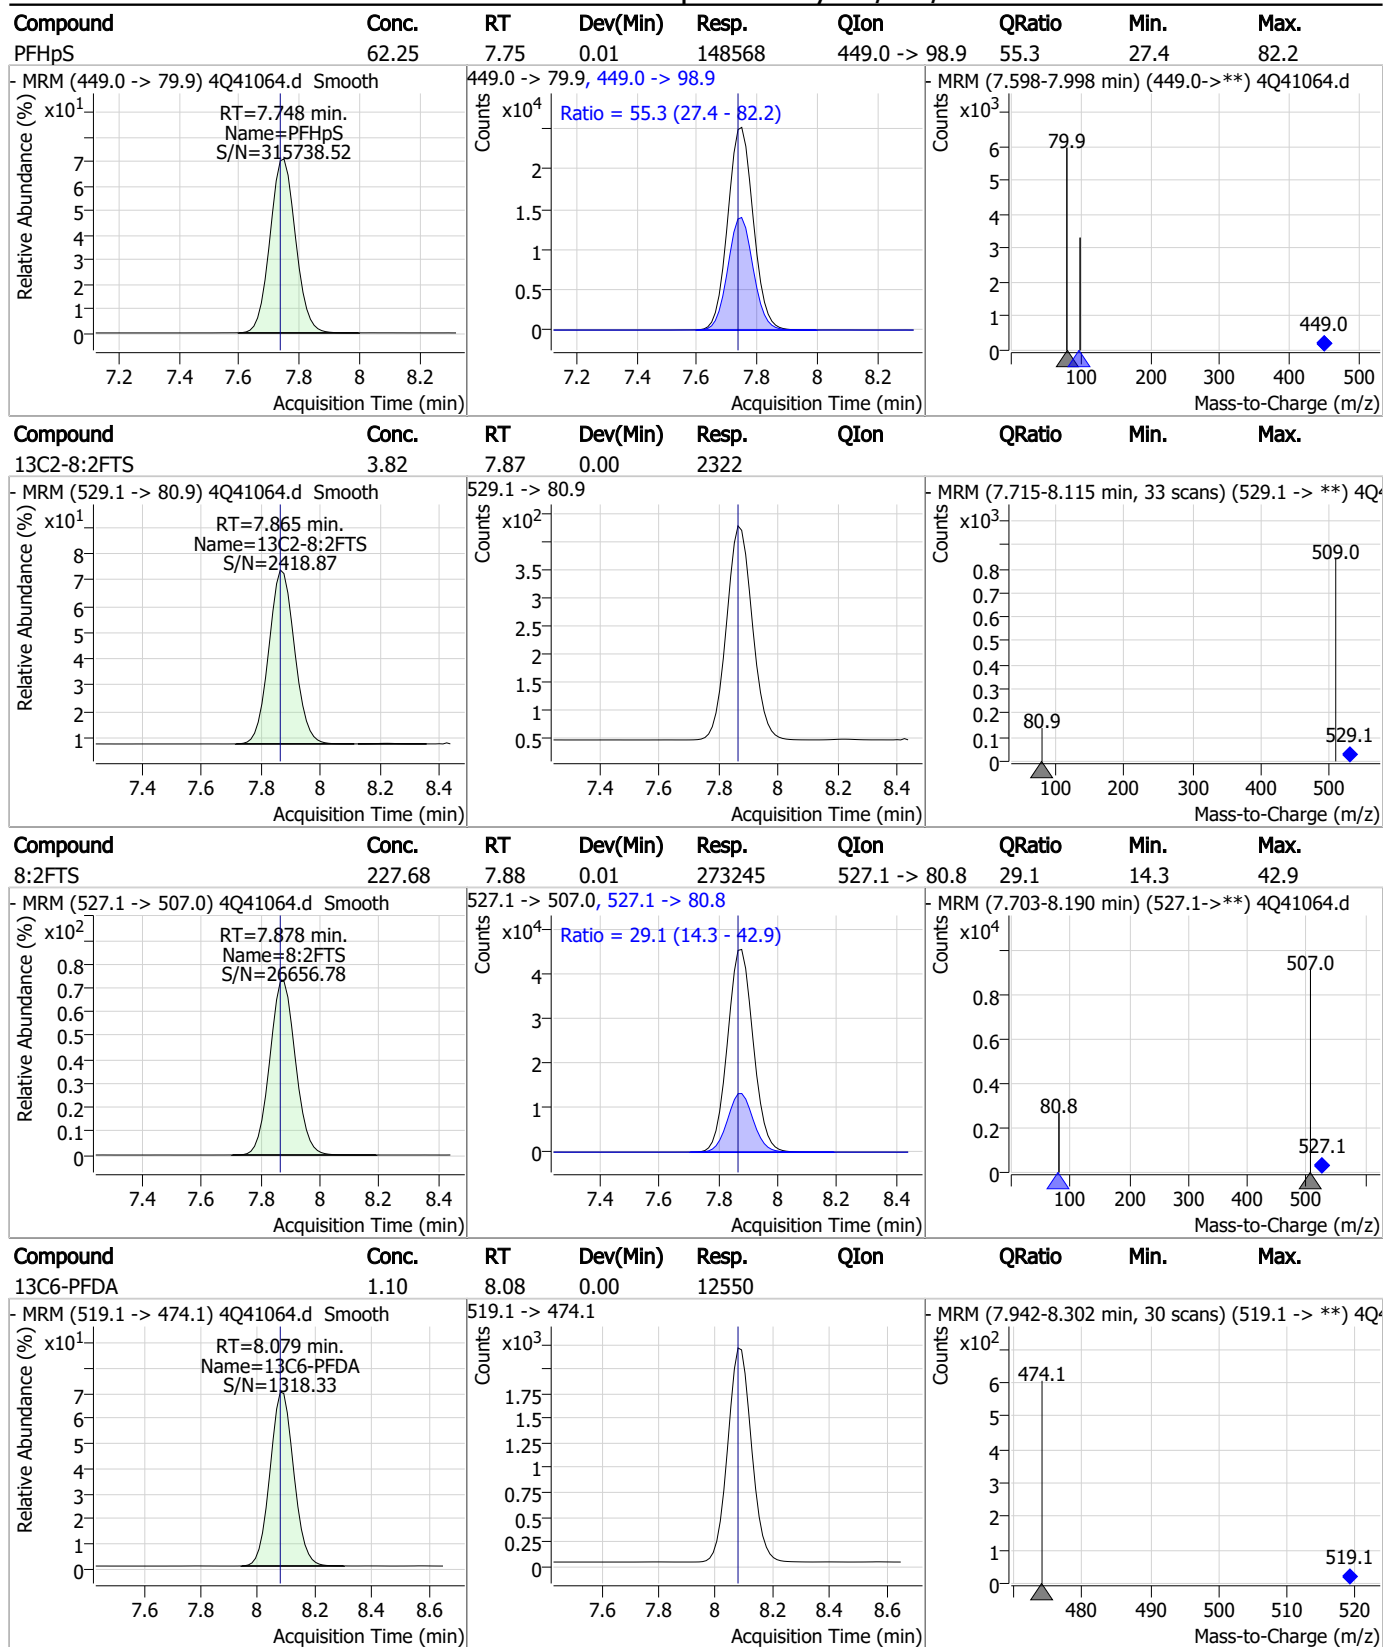 Compound Conc. RT Dev(Min) Resp. QIon QRatio Min. Max.
PFHpS 62.25 7.75 0.01 148568 449.0 -> 98.9 55.3 27.4 82.2
- MRM (449.0 -> 79.9) 4Q41064.d Smooth
Relative Abundance (%)
x10¹
RT=7.748 min.
Name=PFHpS
S/N=315738.52
7
6
5
4
3
2
1
0
7.2 7.4 7.6 7.8 8 8.2
Acquisition Time (min)
449.0 -> 79.9, 449.0 -> 98.9
Counts
x10⁴
Ratio = 55.3 (27.4 - 82.2)
2
1.5
1
0.5
0
7.2 7.4 7.6 7.8 8 8.2
Acquisition Time (min)
- MRM (7.598-7.998 min) (449.0->**) 4Q41064.d
Counts
x10³
79.9
449.0
6
5
4
3
2
1
0
100 200 300 400 500
Mass-to-Charge (m/z)
Compound Conc. RT Dev(Min) Resp. QIon QRatio Min. Max.
13C2-8:2FTS 3.82 7.87 0.00 2322
- MRM (529.1 -> 80.9) 4Q41064.d Smooth
Relative Abundance (%)
x10¹
RT=7.865 min.
Name=13C2-8:2FTS
S/N=2418.87
8
7
6
5
4
3
2
1
7.4 7.6 7.8 8 8.2 8.4
Acquisition Time (min)
529.1 -> 80.9
Counts
x10²
3.5
3
2.5
2
1.5
1
0.5
7.4 7.6 7.8 8 8.2 8.4
Acquisition Time (min)
- MRM (7.715-8.115 min, 33 scans) (529.1 -> **) 4Q4
Counts
x10³
509.0
80.9
529.1
0.8
0.7
0.6
0.5
0.4
0.3
0.2
0.1
0
100 200 300 400 500
Mass-to-Charge (m/z)
Compound Conc. RT Dev(Min) Resp. QIon QRatio Min. Max.
8:2FTS 227.68 7.88 0.01 273245 527.1 -> 80.8 29.1 14.3 42.9
- MRM (527.1 -> 507.0) 4Q41064.d Smooth
Relative Abundance (%)
x10²
RT=7.878 min.
Name=8:2FTS
S/N=26656.78
0.8
0.7
0.6
0.5
0.4
0.3
0.2
0.1
0
7.4 7.6 7.8 8 8.2 8.4
Acquisition Time (min)
527.1 -> 507.0, 527.1 -> 80.8
Counts
x10⁴
Ratio = 29.1 (14.3 - 42.9)
4
3
2
1
0
7.4 7.6 7.8 8 8.2 8.4
Acquisition Time (min)
- MRM (7.703-8.190 min) (527.1->**) 4Q41064.d
Counts
x10⁴
507.0
80.8
527.1
0.8
0.6
0.4
0.2
0
100 200 300 400 500
Mass-to-Charge (m/z)
Compound Conc. RT Dev(Min) Resp. QIon QRatio Min. Max.
13C6-PFDA 1.10 8.08 0.00 12550
- MRM (519.1 -> 474.1) 4Q41064.d Smooth
Relative Abundance (%)
x10¹
RT=8.079 min.
Name=13C6-PFDA
S/N=1318.33
7
6
5
4
3
2
1
0
7.6 7.8 8 8.2 8.4 8.6
Acquisition Time (min)
519.1 -> 474.1
Counts
x10³
1.75
1.5
1.25
1
0.75
0.5
0.25
0
7.6 7.8 8 8.2 8.4 8.6
Acquisition Time (min)
- MRM (7.942-8.302 min, 30 scans) (519.1 -> **) 4Q4
Counts
x10²
474.1
519.1
6
5
4
3
2
1
0
480 490 500 510 520
Mass-to-Charge (m/z)